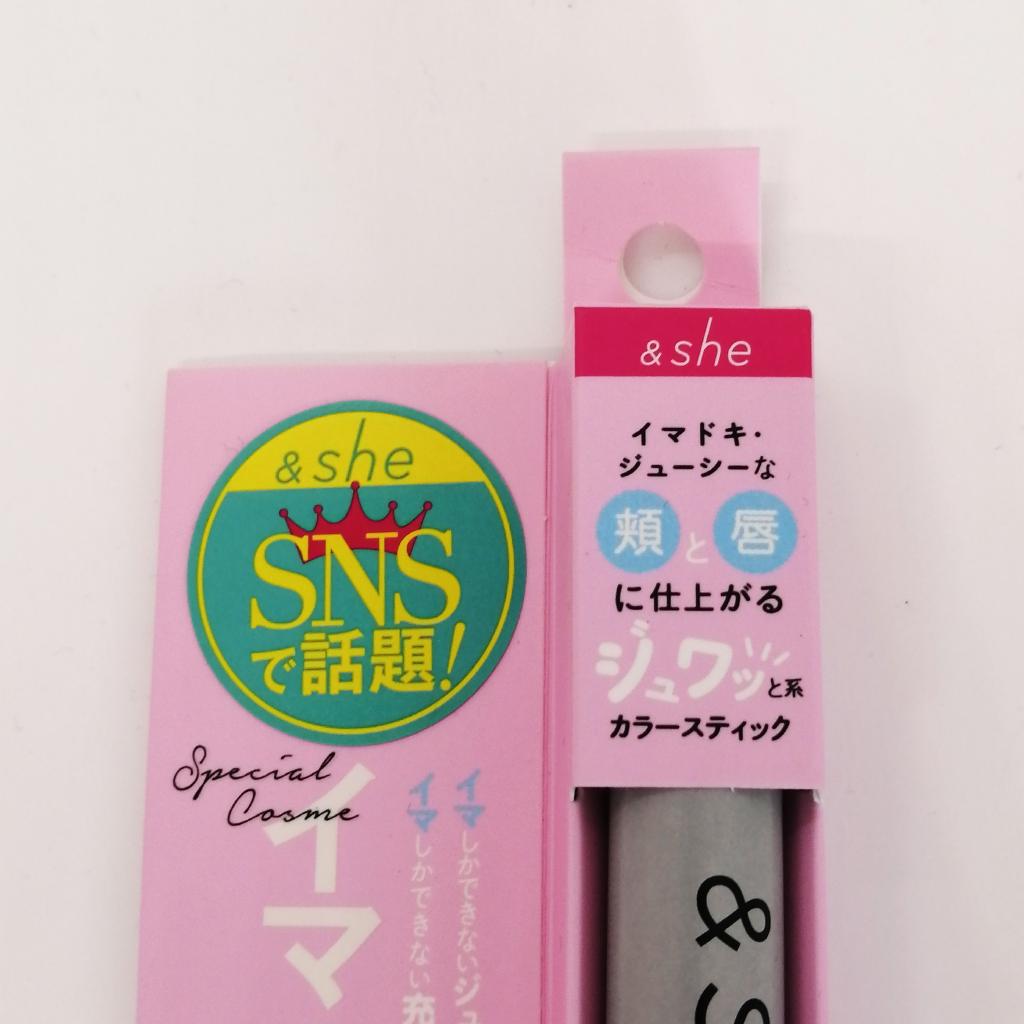 & she
SNS
で話題!
Special
Cosme
イマ
イマしかできないジュ
イマしかできない充
& she
イマドキ・
ジューシーな
頬と唇
に仕上がる
ジュワッと系
カラースティック
& s